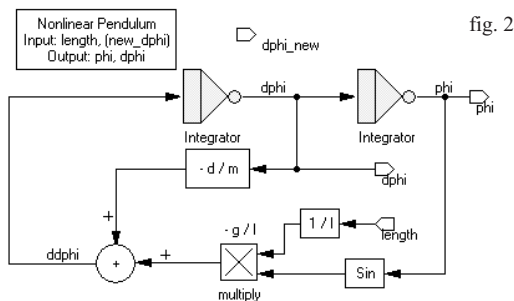 Nonlinear Pendulum
Input: length, (new_dphi)
Output: phi, dphi
dphi_new
fig. 2
dphi
phi
phi
Integrator
Integrator
- d / m
dphi
+
- g / l
1 / l
length
ddphi
+
+
Sin
multiply